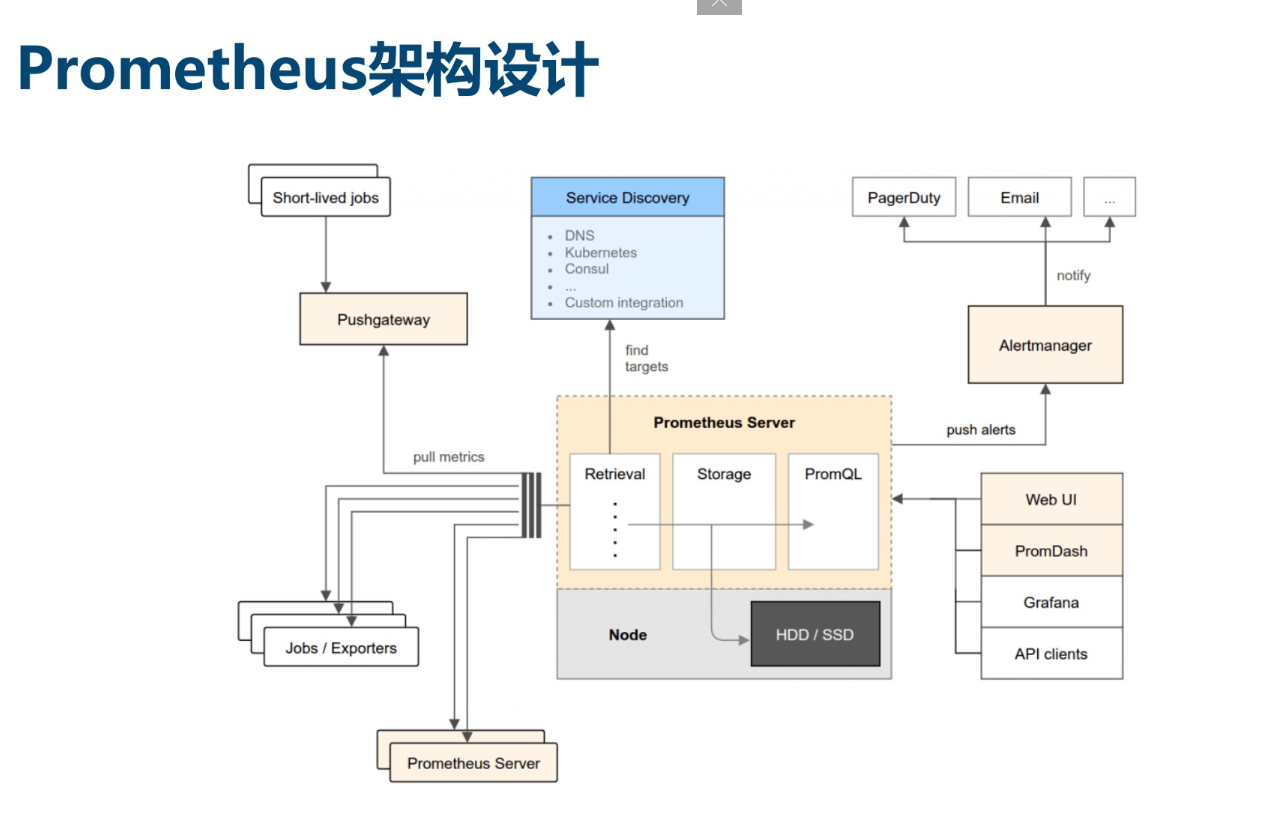 Prometheus架构设计
Short-lived jobs
Service Discovery
DNS
Kubernetes
Consul
...
Custom integration
PagerDuty
Email
...
notify
Pushgateway
Alertmanager
find
targets
pull metrics
Prometheus Server
Retrieval
Storage
PromQL
push alerts
Node
HDD / SSD
Web UI
PromDash
Grafana
API clients
Jobs / Exporters
Prometheus Server